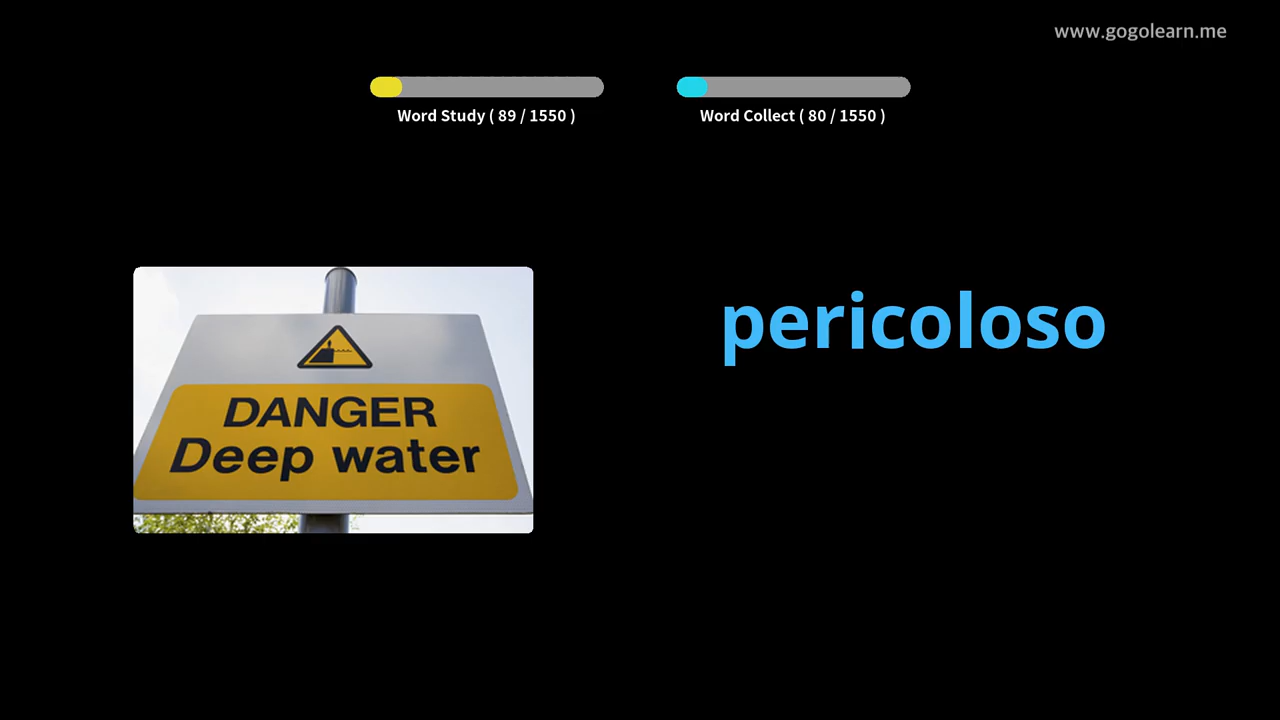 www.gogolearn.me
Word Study ( 89 / 1550 )
Word Collect ( 80 / 1550 )
DANGER
Deep water
pericoloso